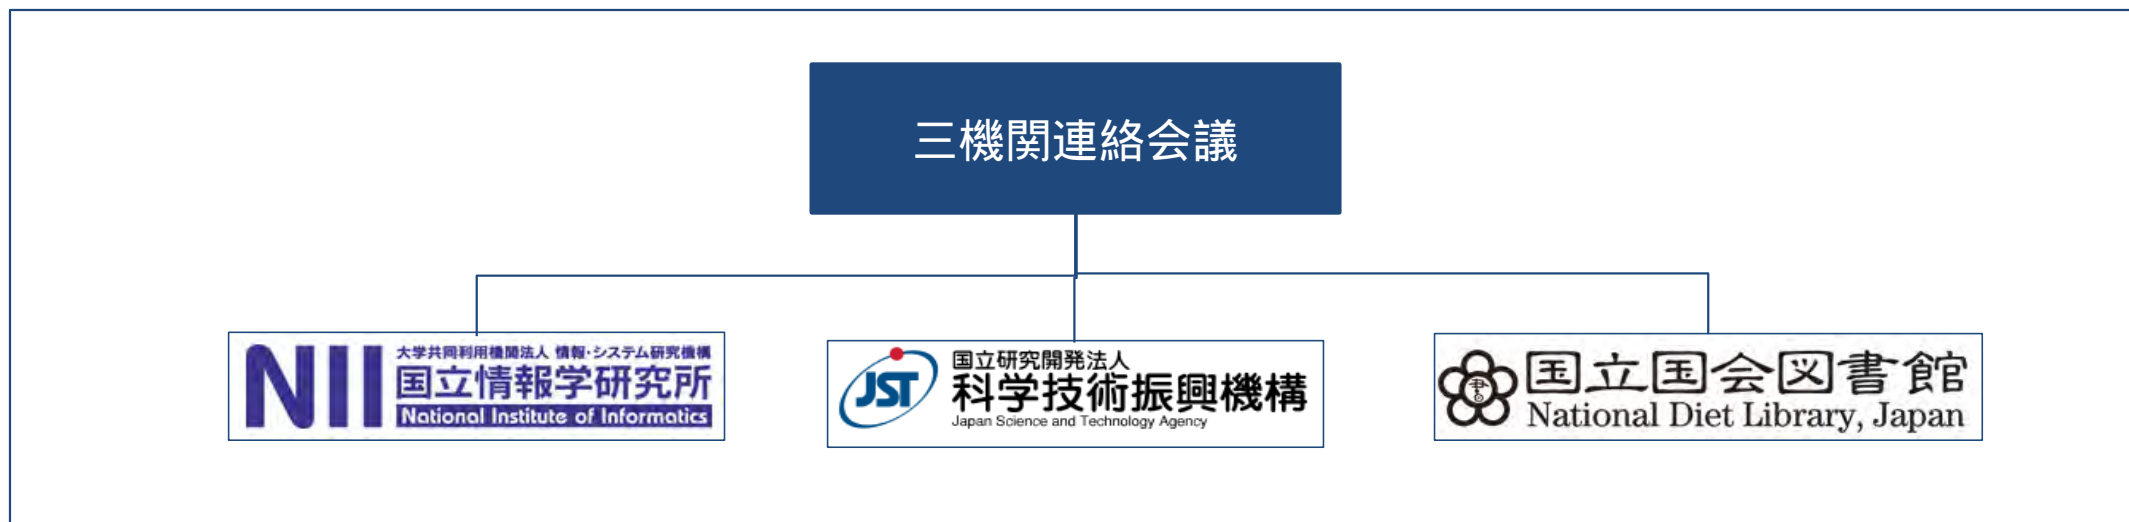 三機関連絡会議
NII
大学共同利用機関法人 情報・システム研究機構
国立情報学研究所
National Institute of Informatics
JST
国立研究開発法人
科学技術振興機構
Japan Science and Technology Agency
国立国会図書館
National Diet Library, Japan